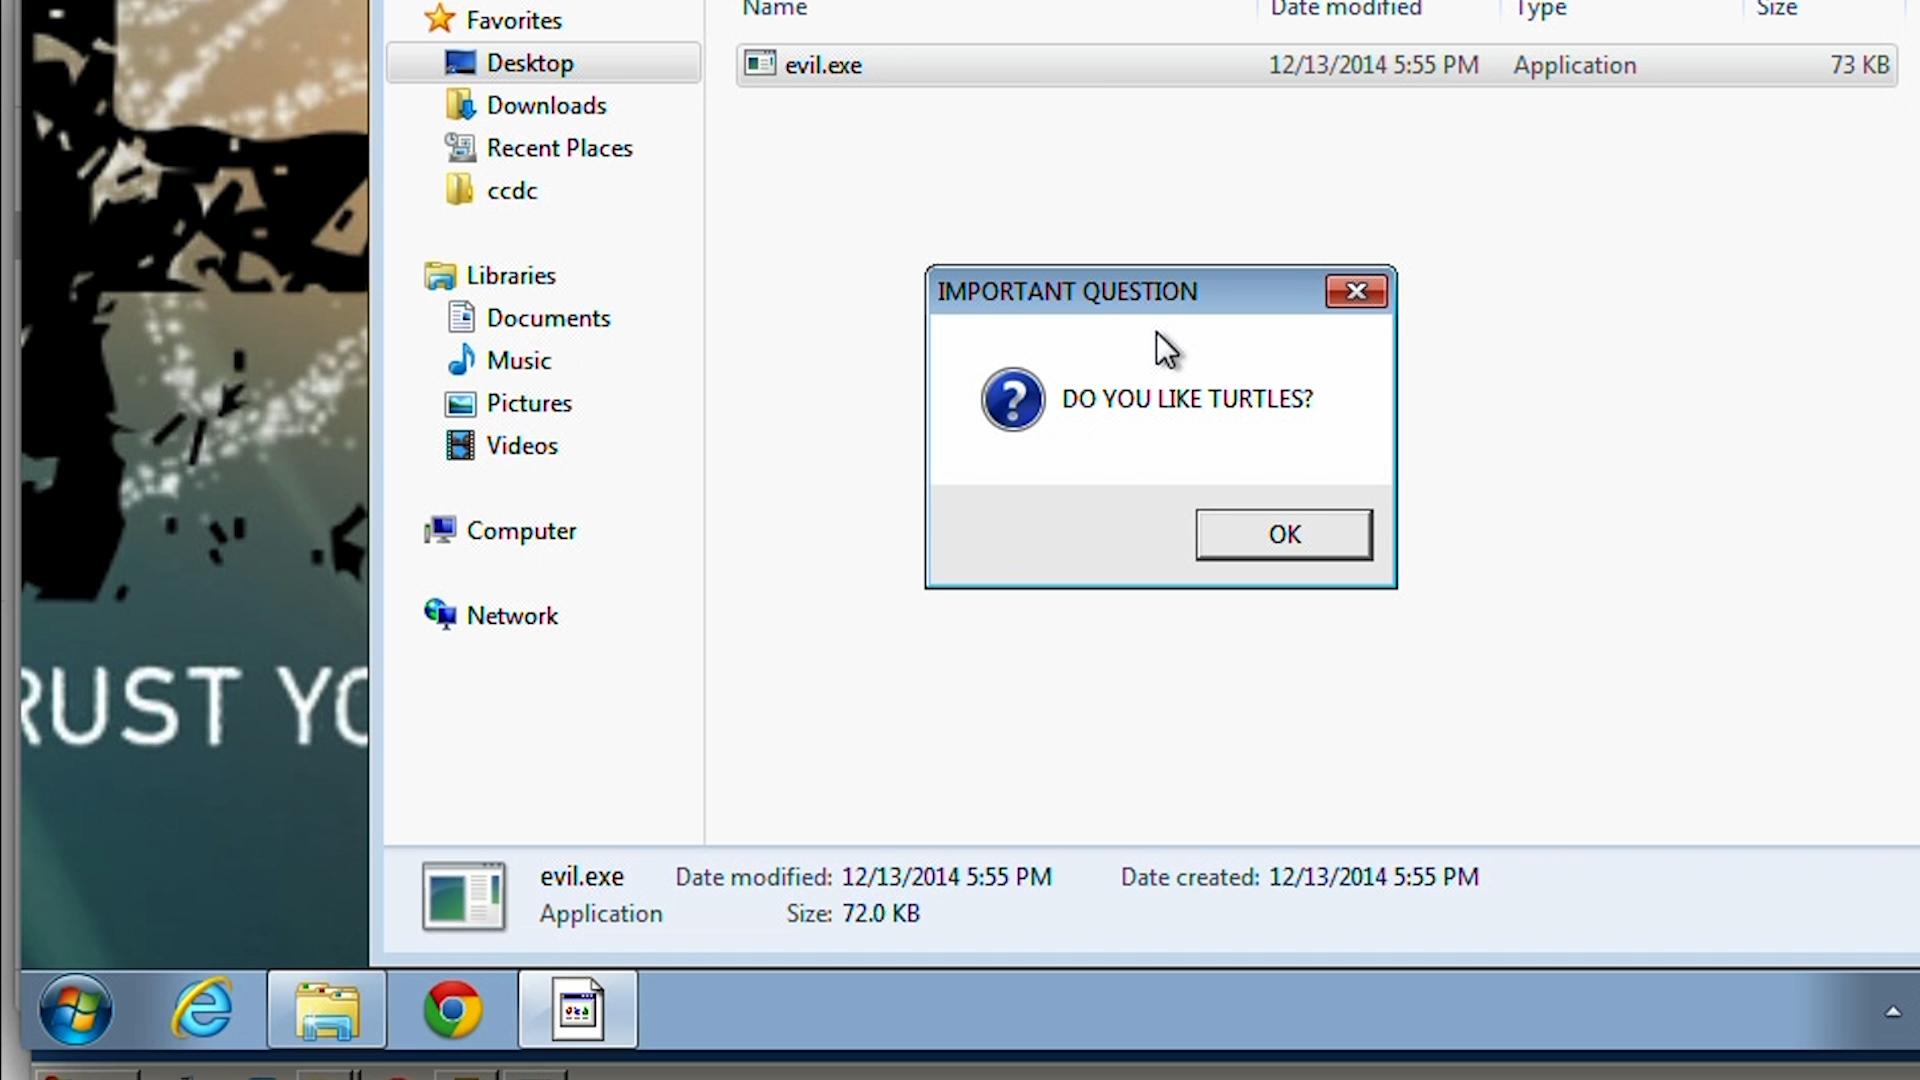 Favorites
Desktop
Downloads
Recent Places
ccdc
Libraries
Documents
Music
Pictures
Videos
Computer
Network
Name Date modified Type Size
evil.exe 12/13/2014 5:55 PM Application 73 KB
IMPORTANT QUESTION
DO YOU LIKE TURTLES?
OK
RUST YO
evil.exe Date modified: 12/13/2014 5:55 PM Date created: 12/13/2014 5:55 PM
Application Size: 72.0 KB